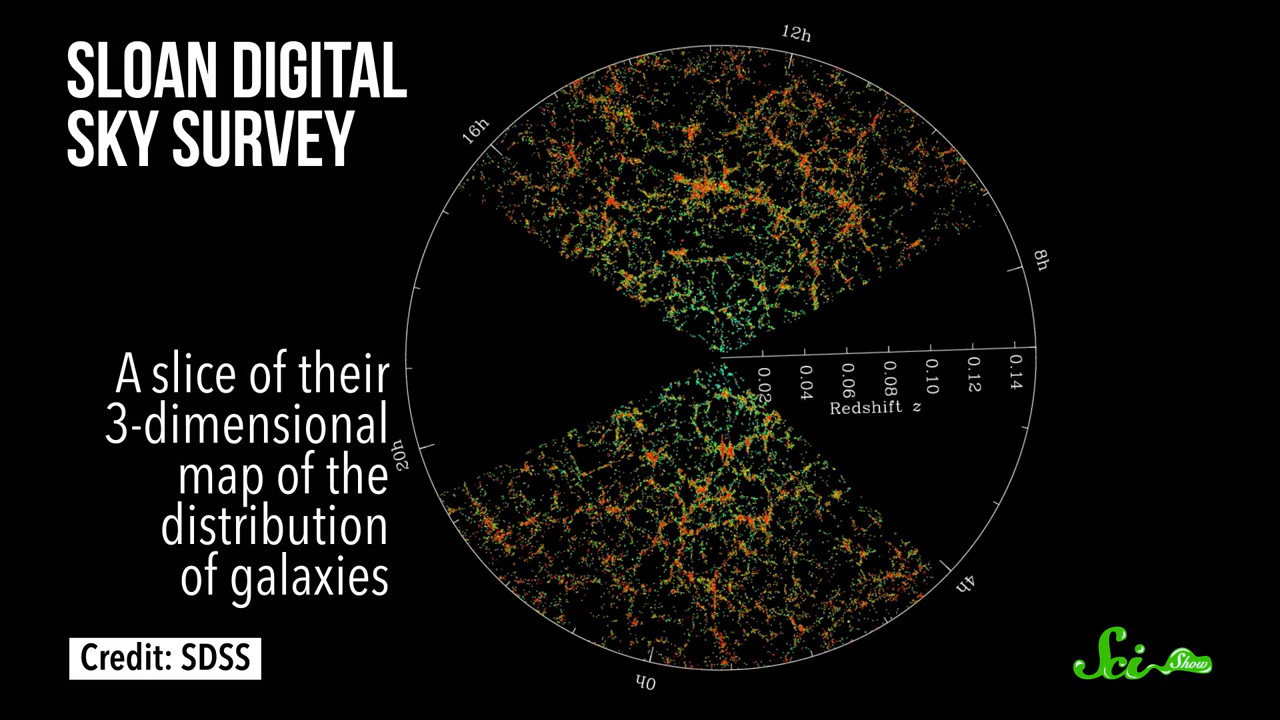 SLOAN DIGITAL
SKY SURVEY
12h
16h
8h
0.02
0.04
0.06
0.08
0.10
0.12
0.14
Redshift z
A slice of their
3-dimensional
map of the
distribution
of galaxies
20h
4h
0h
Credit: SDSS
Sci Show